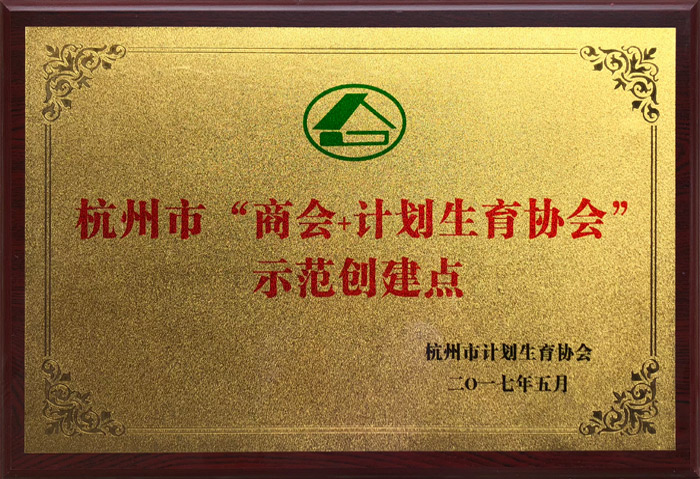 杭州市“商会+计划生育协会”
示范创建点
杭州市计划生育协会
二O一七年五月